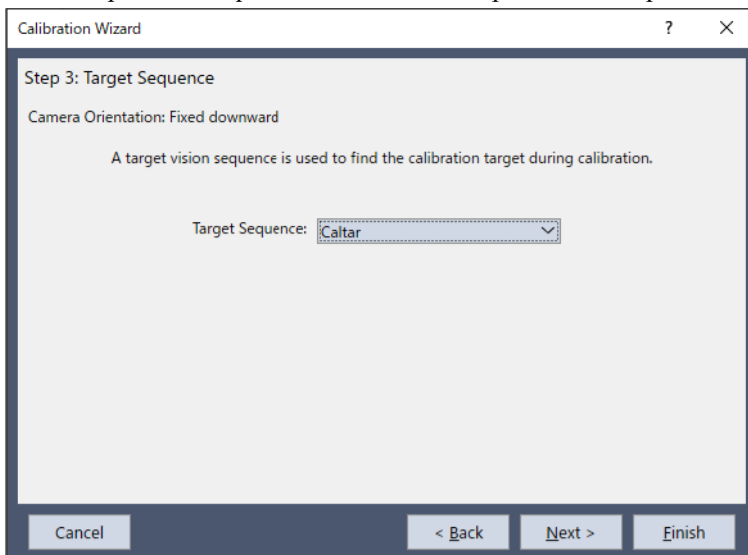 Calibration Wizard ? ×
Step 3: Target Sequence
Camera Orientation: Fixed downward
A target vision sequence is used to find the calibration target during calibration.
Target Sequence: Caltar
Cancel < Back Next > Finish